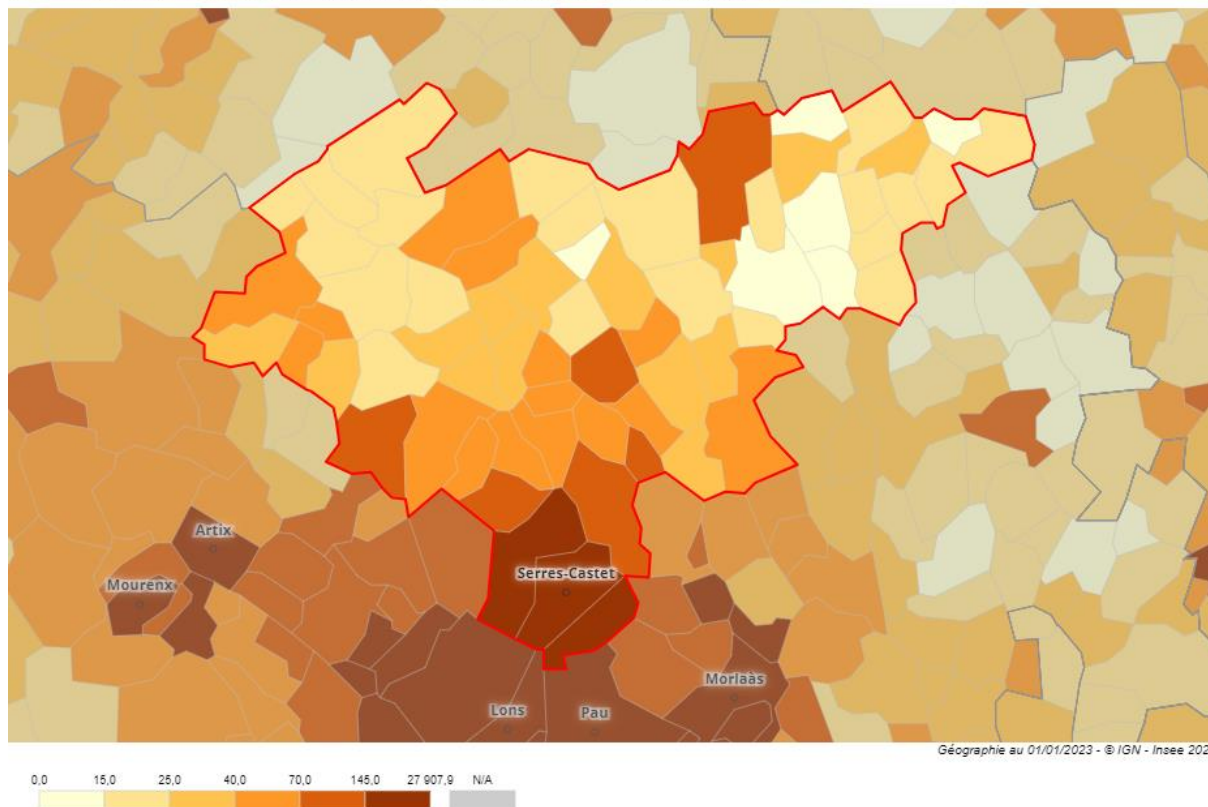 Artix
Mourenx
Serres-Castet
Morlaàs
Lons
Pau
Géographie au 01/01/2023 - © IGN - Insee 202
0,0 15,0 25,0 40,0 70,0 145,0 27 907,9 N/A